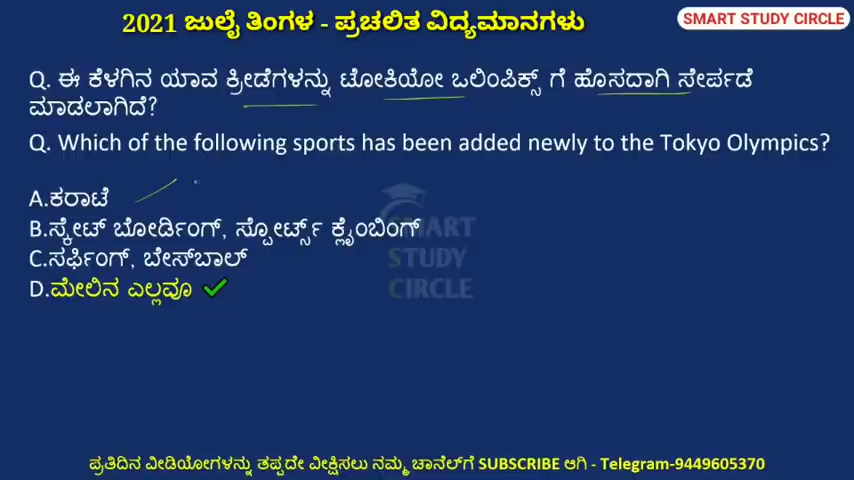 2021 ಜುಲೈ ತಿಂಗಳ - ಪ್ರಚಲಿತ ವಿದ್ಯಮಾನಗಳು
SMART STUDY CIRCLE
Q. ಈ ಕೆಳಗಿನ ಯಾವ ಕ್ರೀಡೆಗಳನ್ನು ಟೋಕಿಯೋ ಒಲಿಂಪಿಕ್ಸ್ ಗೆ ಹೊಸದಾಗಿ ಸೇರ್ಪಡೆ
ಮಾಡಲಾಗಿದೆ?
Q. Which of the following sports has been added newly to the Tokyo Olympics?
A.ಕರಾಟೆ
B.ಸ್ಕೇಟ್ ಬೋರ್ಡಿಂಗ್, ಸ್ಪೋರ್ಟ್ಸ್ ಕ್ಲೈಂಬಿಂಗ್
C.ಸರ್ಫಿಂಗ್, ಬೇಸ್‌ಬಾಲ್
D.ಮೇಲಿನ ಎಲ್ಲವೂ
SMART
STUDY
CIRCLE
ಪ್ರತಿದಿನ ವೀಡಿಯೋಗಳನ್ನು ತಪ್ಪದೇ ವೀಕ್ಷಿಸಲು ನಮ್ಮ ಚಾನೆಲ್‌ಗೆ SUBSCRIBE ಆಗಿ - Telegram-9449605370